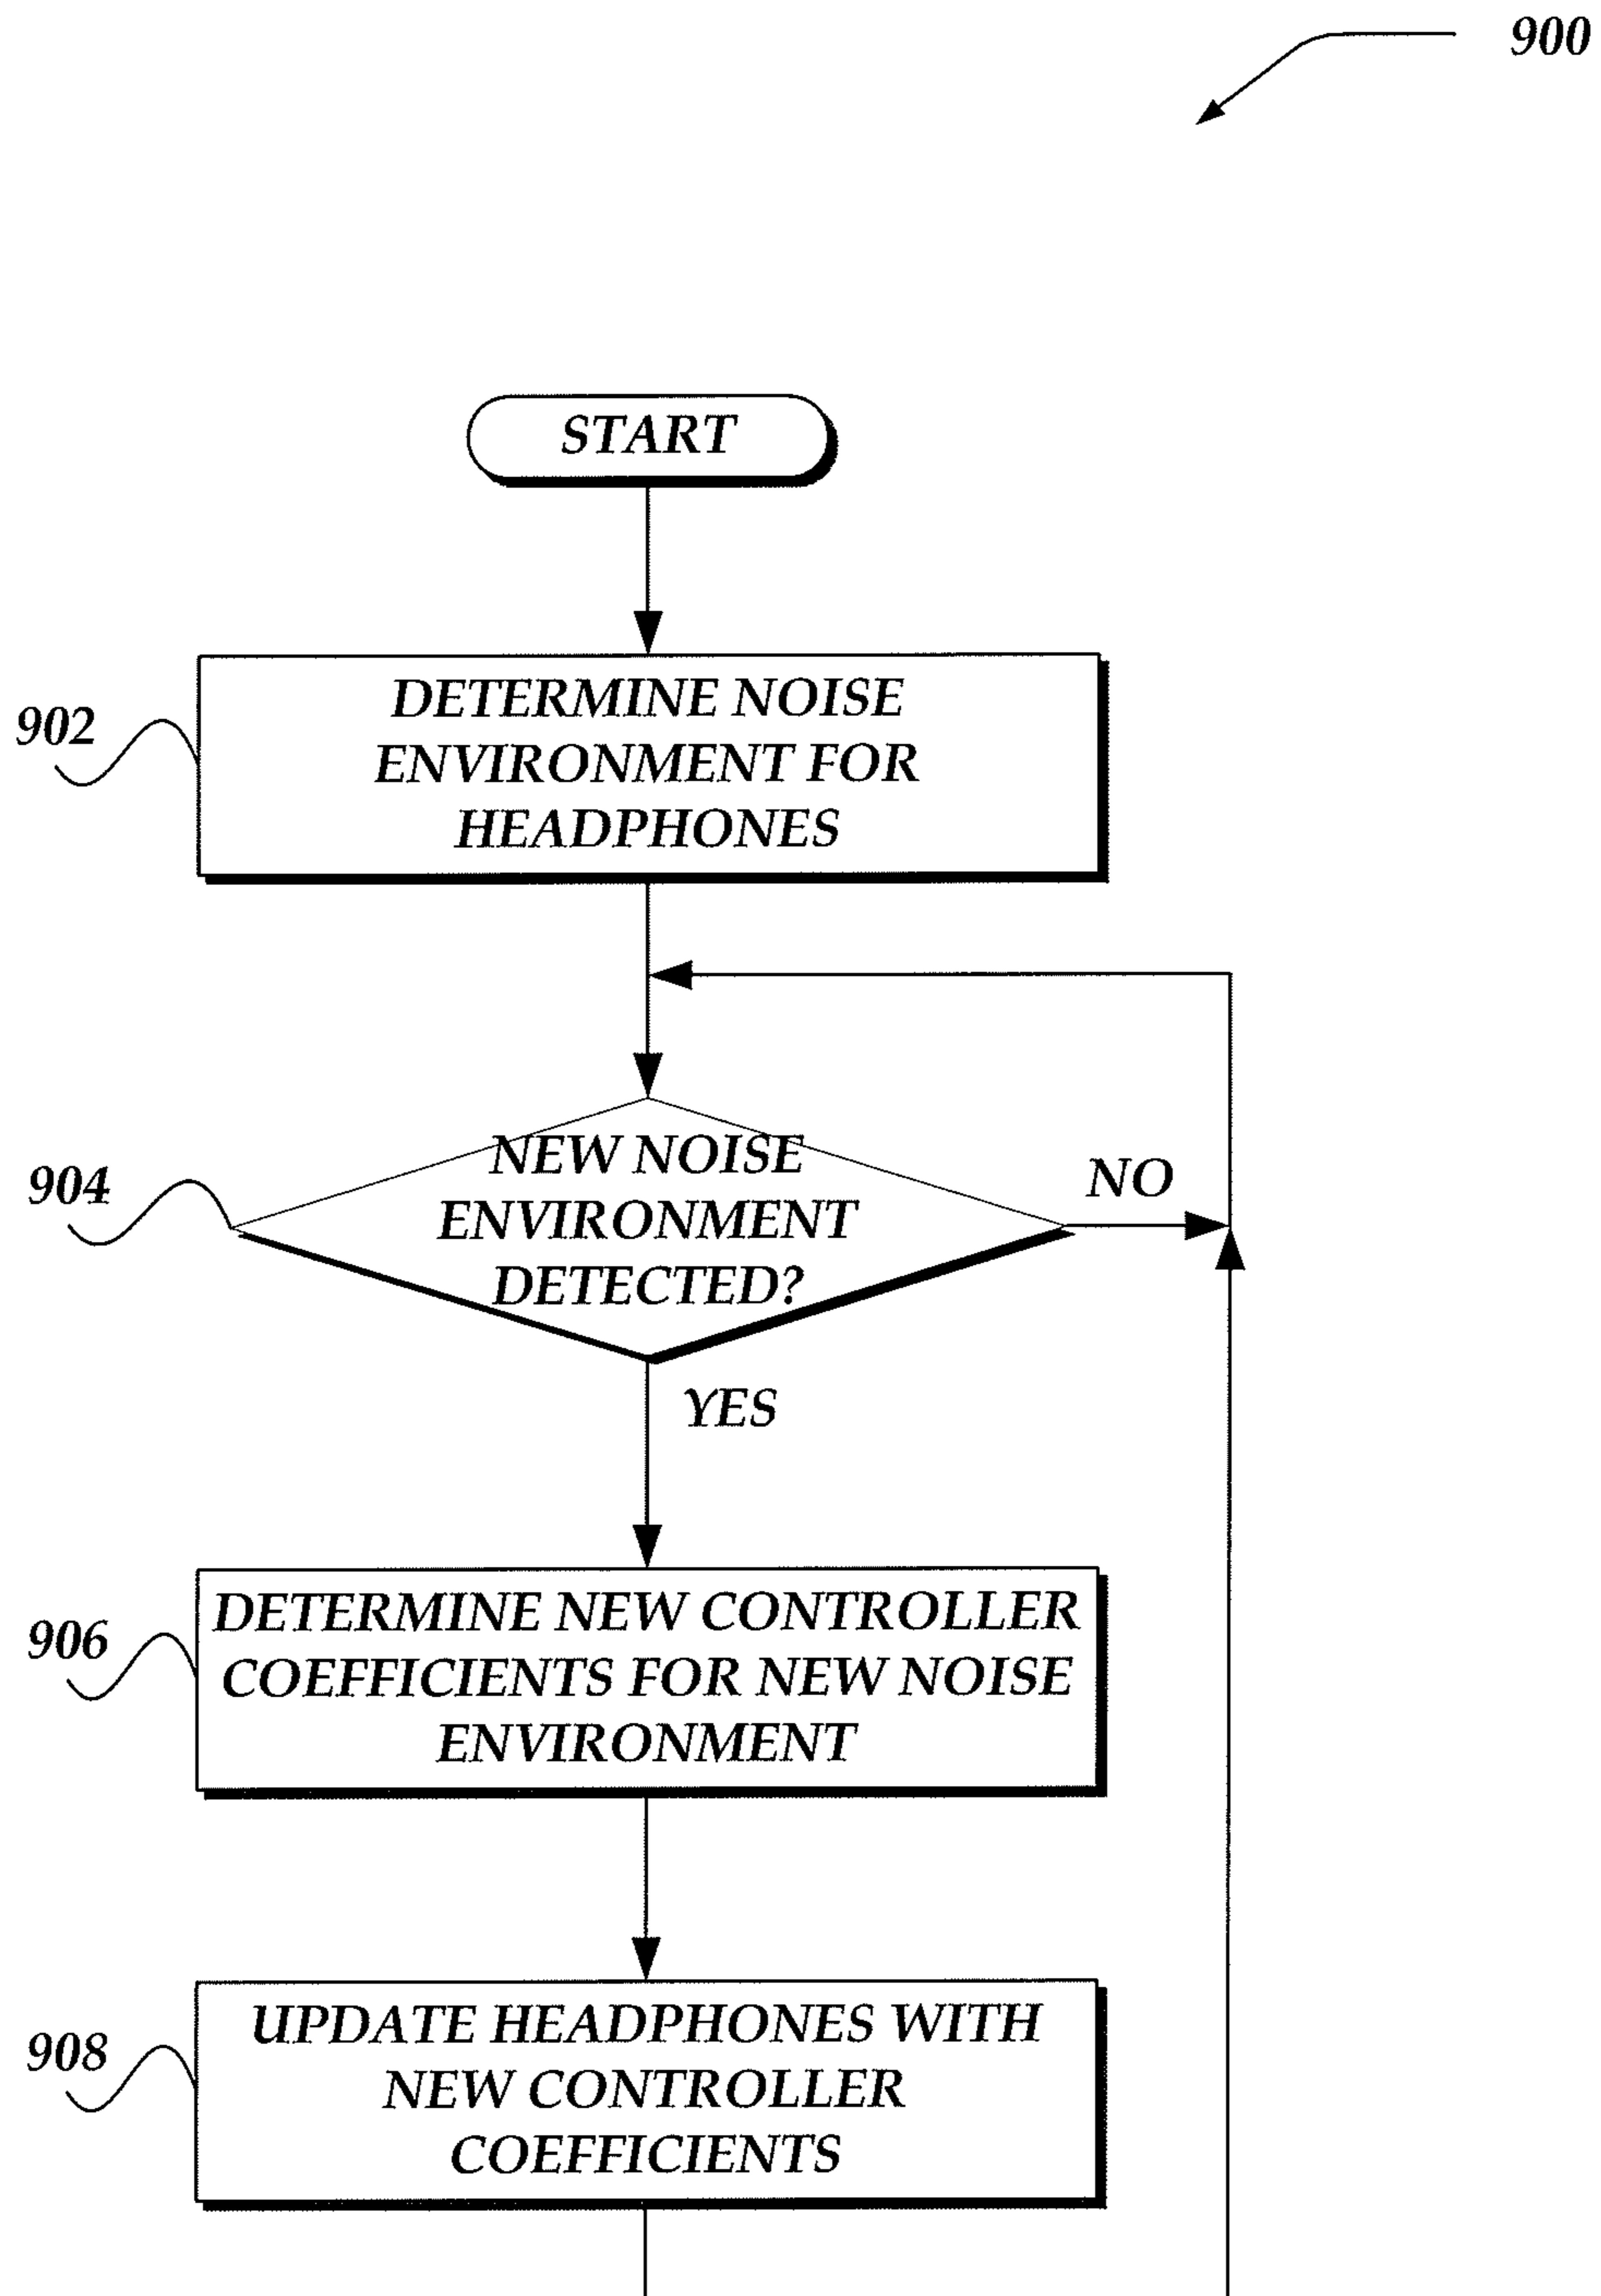 900
START
902
DETERMINE NOISE
ENVIRONMENT FOR
HEADPHONES
904
NEW NOISE
ENVIRONMENT
DETECTED?
NO
YES
906
DETERMINE NEW CONTROLLER
COEFFICIENTS FOR NEW NOISE
ENVIRONMENT
908
UPDATE HEADPHONES WITH
NEW CONTROLLER
COEFFICIENTS